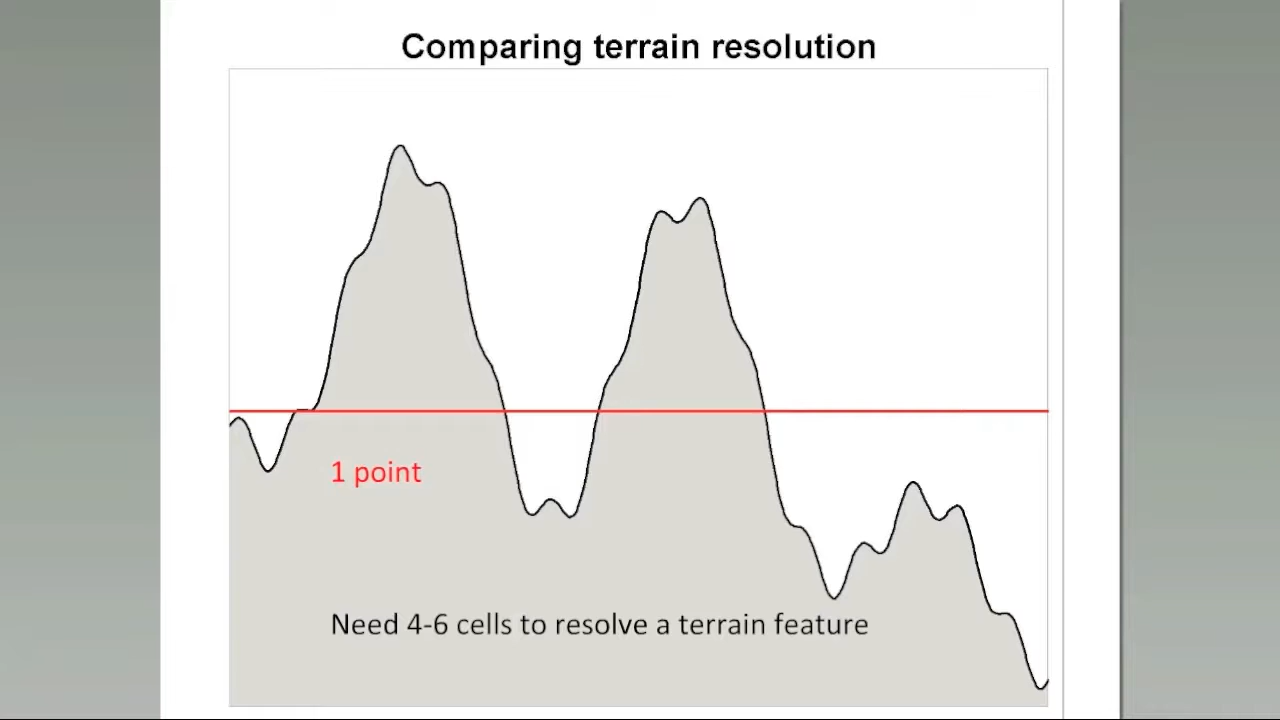 Comparing terrain resolution
1 point
Need 4-6 cells to resolve a terrain feature